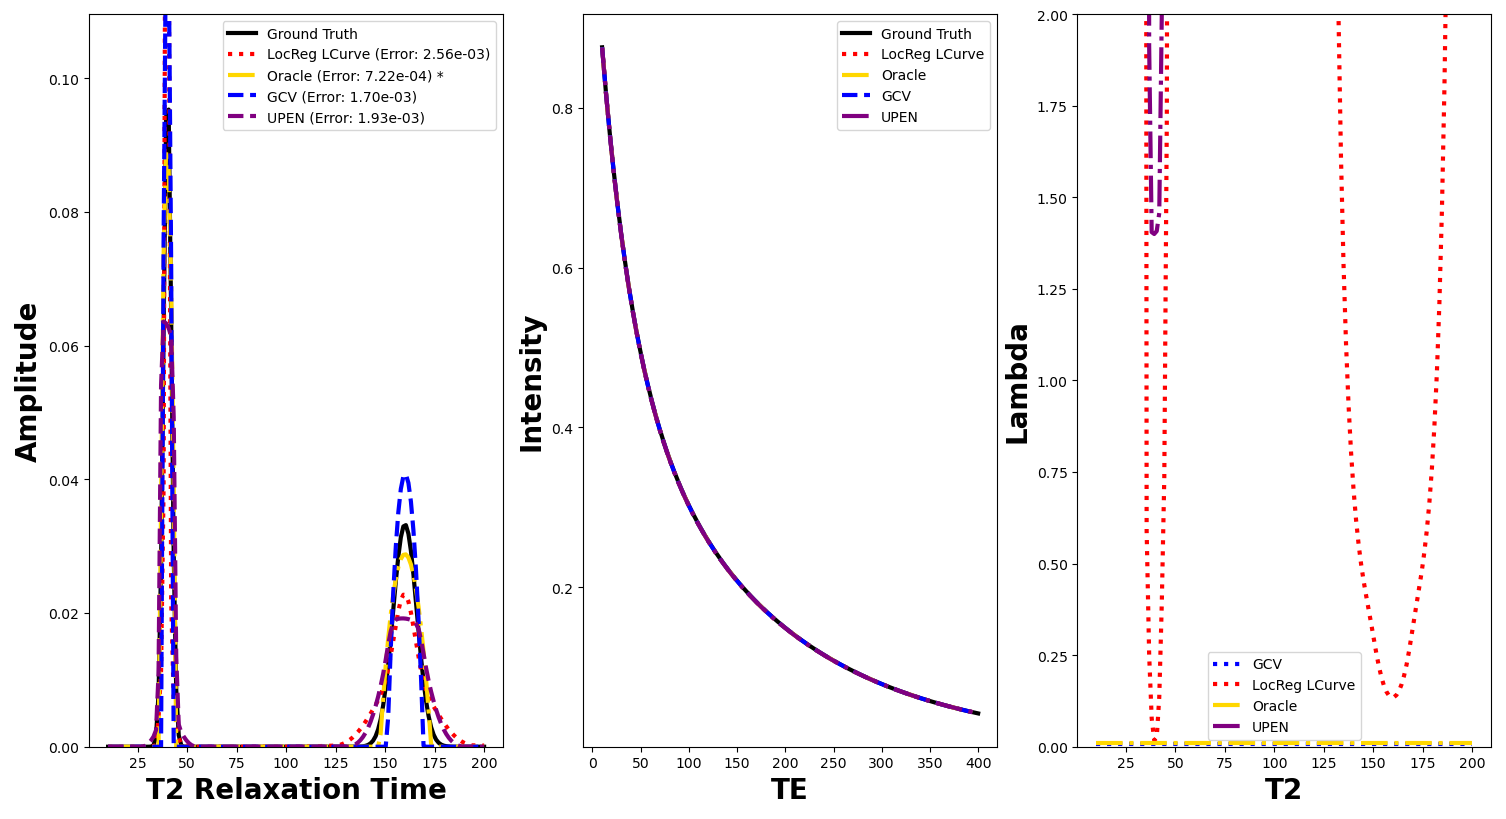 Amplitude
0.10
0.08
0.06
0.04
0.02
0.00
25 50 75 100 125 150 175 200
T2 Relaxation Time
Ground Truth
LocReg LCurve (Error: 2.56e-03)
Oracle (Error: 7.22e-04) *
GCV (Error: 1.70e-03)
UPEN (Error: 1.93e-03)
Intensity
0.8
0.6
0.4
0.2
0 50 100 150 200 250 300 350 400
TE
Ground Truth
LocReg LCurve
Oracle
GCV
UPEN
Lambda
2.00
1.75
1.50
1.25
1.00
0.75
0.50
0.25
0.00
25 50 75 100 125 150 175 200
T2
GCV
LocReg LCurve
Oracle
UPEN